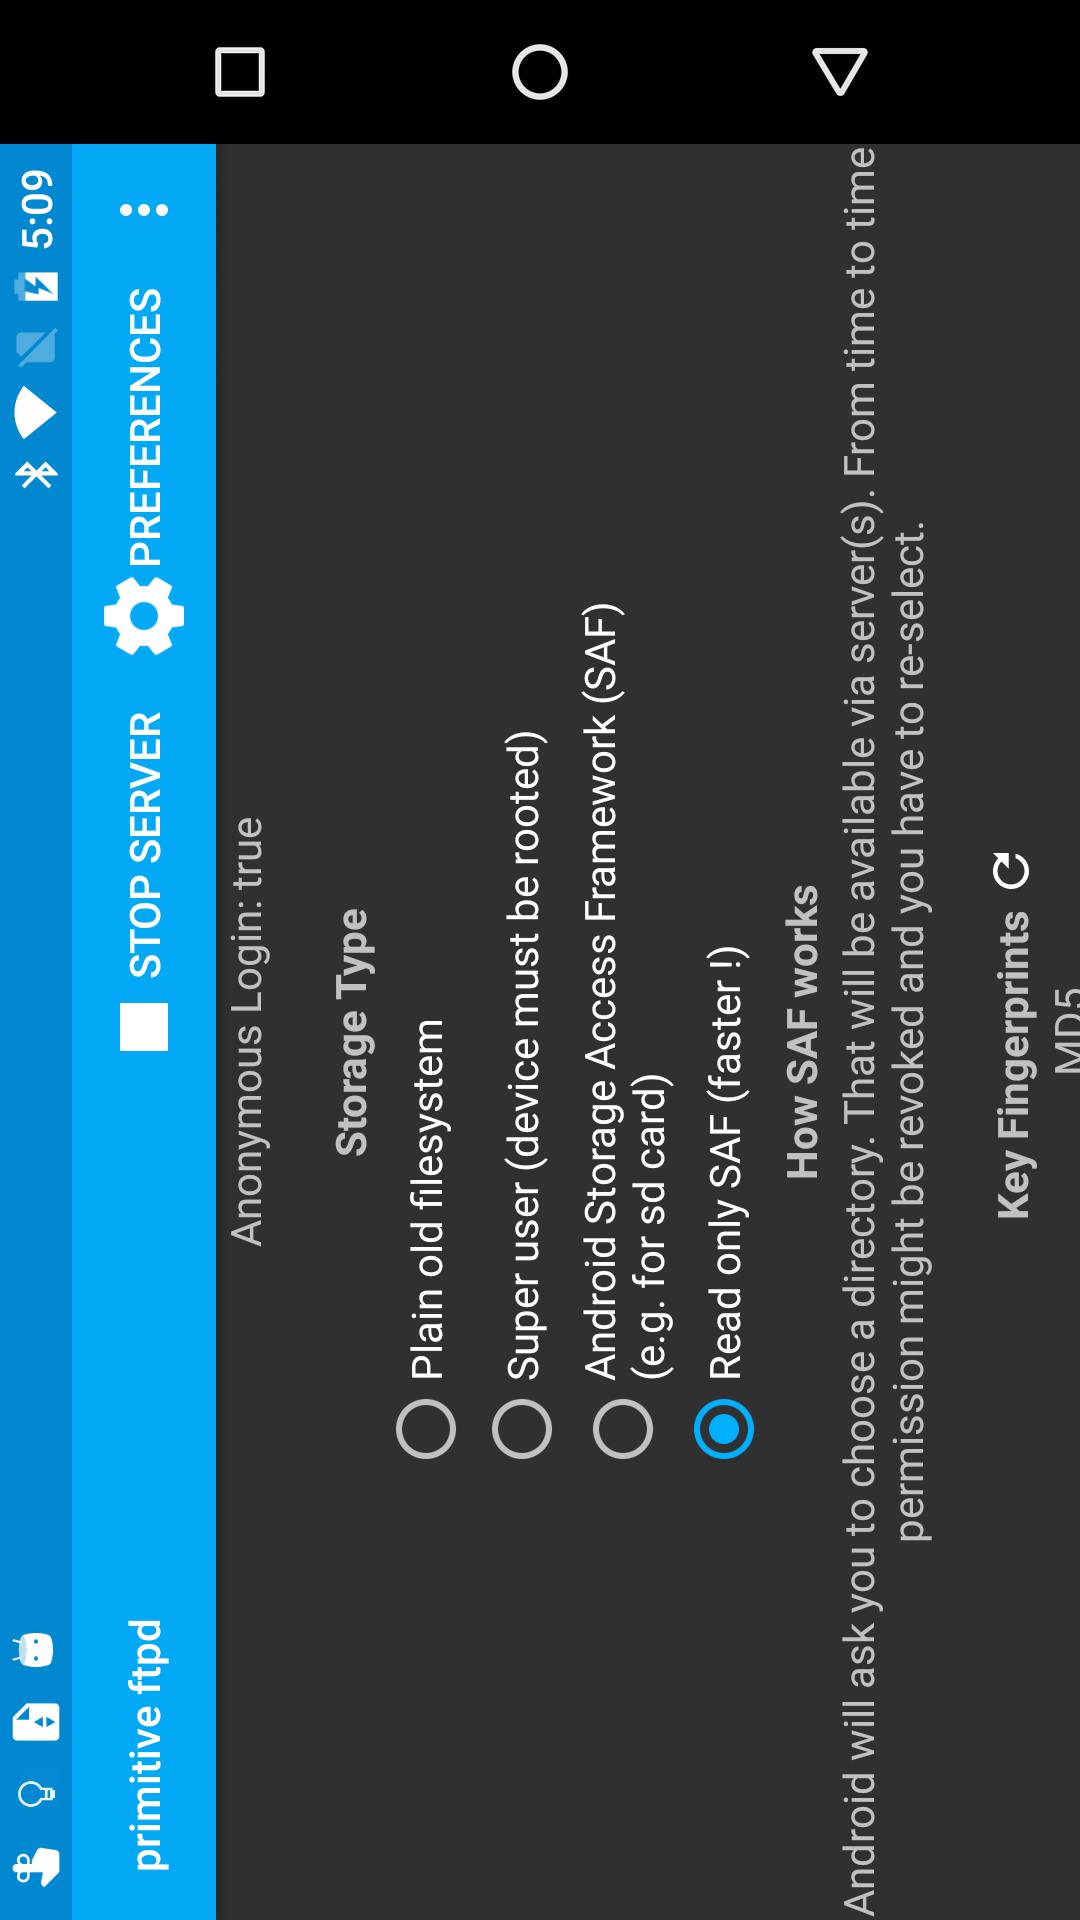 5:09
primitive ftpd
STOP SERVER
PREFERENCES
Anonymous Login: true
Storage Type
Plain old filesystem
Super user (device must be rooted)
Android Storage Access Framework (SAF)
(e.g. for sd card)
Read only SAF (faster !)
How SAF works
Android will ask you to choose a directory. That will be available via server(s). From time to time
permission might be revoked and you have to re-select.
Key Fingerprints
MD5